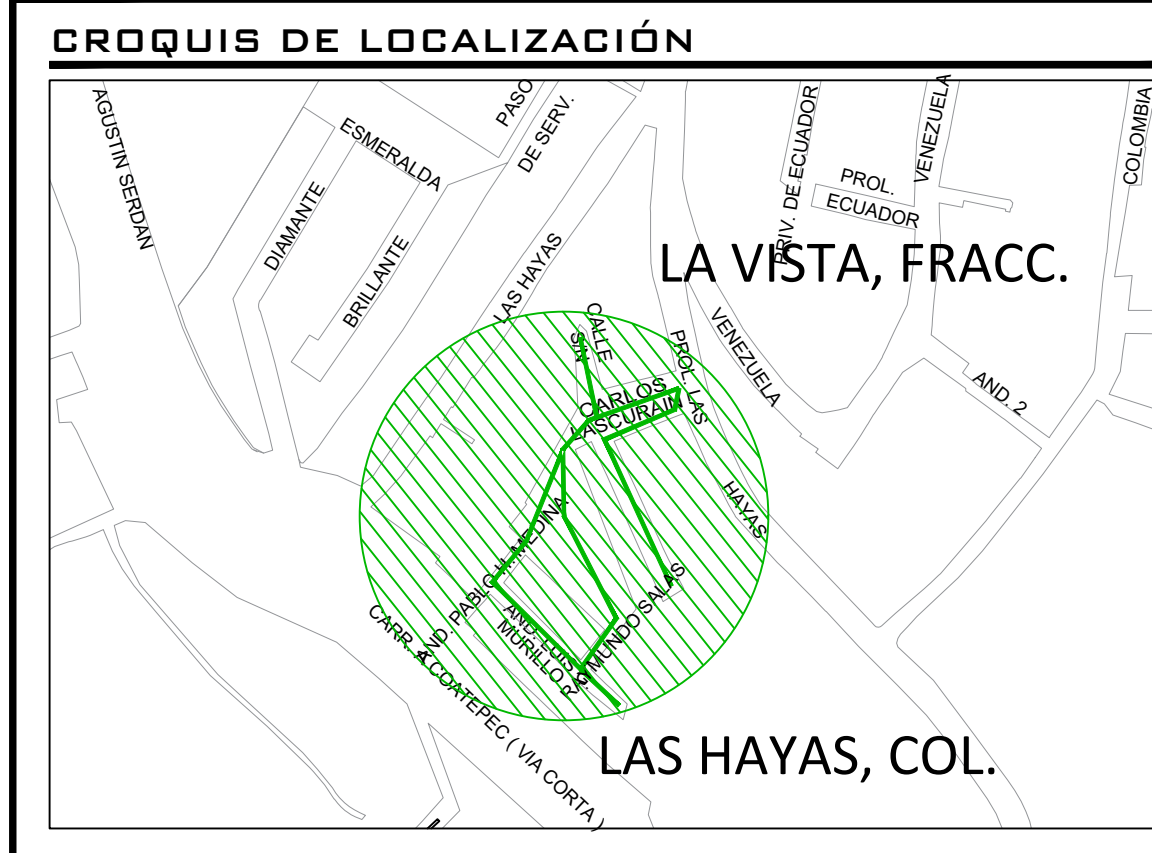 CROQUIS DE LOCALIZACIÓN
AGUSTIN SERDAN
ESMERALDA
PASO
DE SERV.
DIAMANTE
BRILLANTE
LAS HAYAS
PRIV. DE ECUADOR
PROL.
ECUADOR
VENEZUELA
COLOMBIA
LA VISTA, FRACC.
CALLE
S/N
PROL. LAS
HAYAS
VENEZUELA
AND. 2
CARLOS
LASCURAIN
AND. PABLO H. MEDINA
AND. LUIS G.
MURILLO
RAYMUNDO SALAS
CARR. A COATEPEC ( VIA CORTA )
LAS HAYAS, COL.